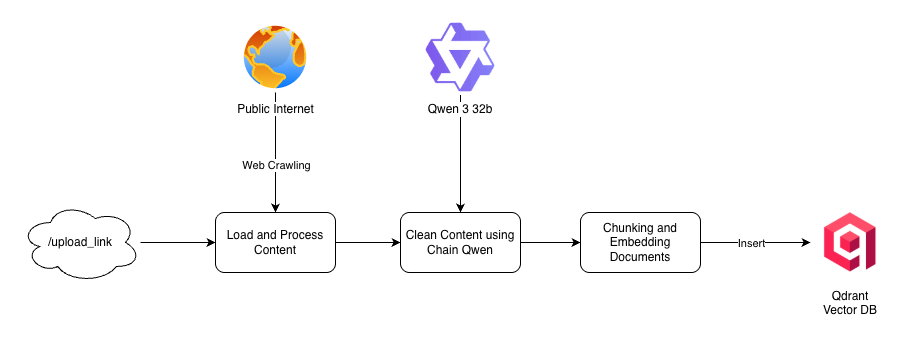 Public Internet
Qwen 3 32b
Web Crawling
/upload_link
Load and Process
Content
Clean Content using
Chain Qwen
Chunking and
Embedding
Documents
Insert
Qdrant
Vector DB